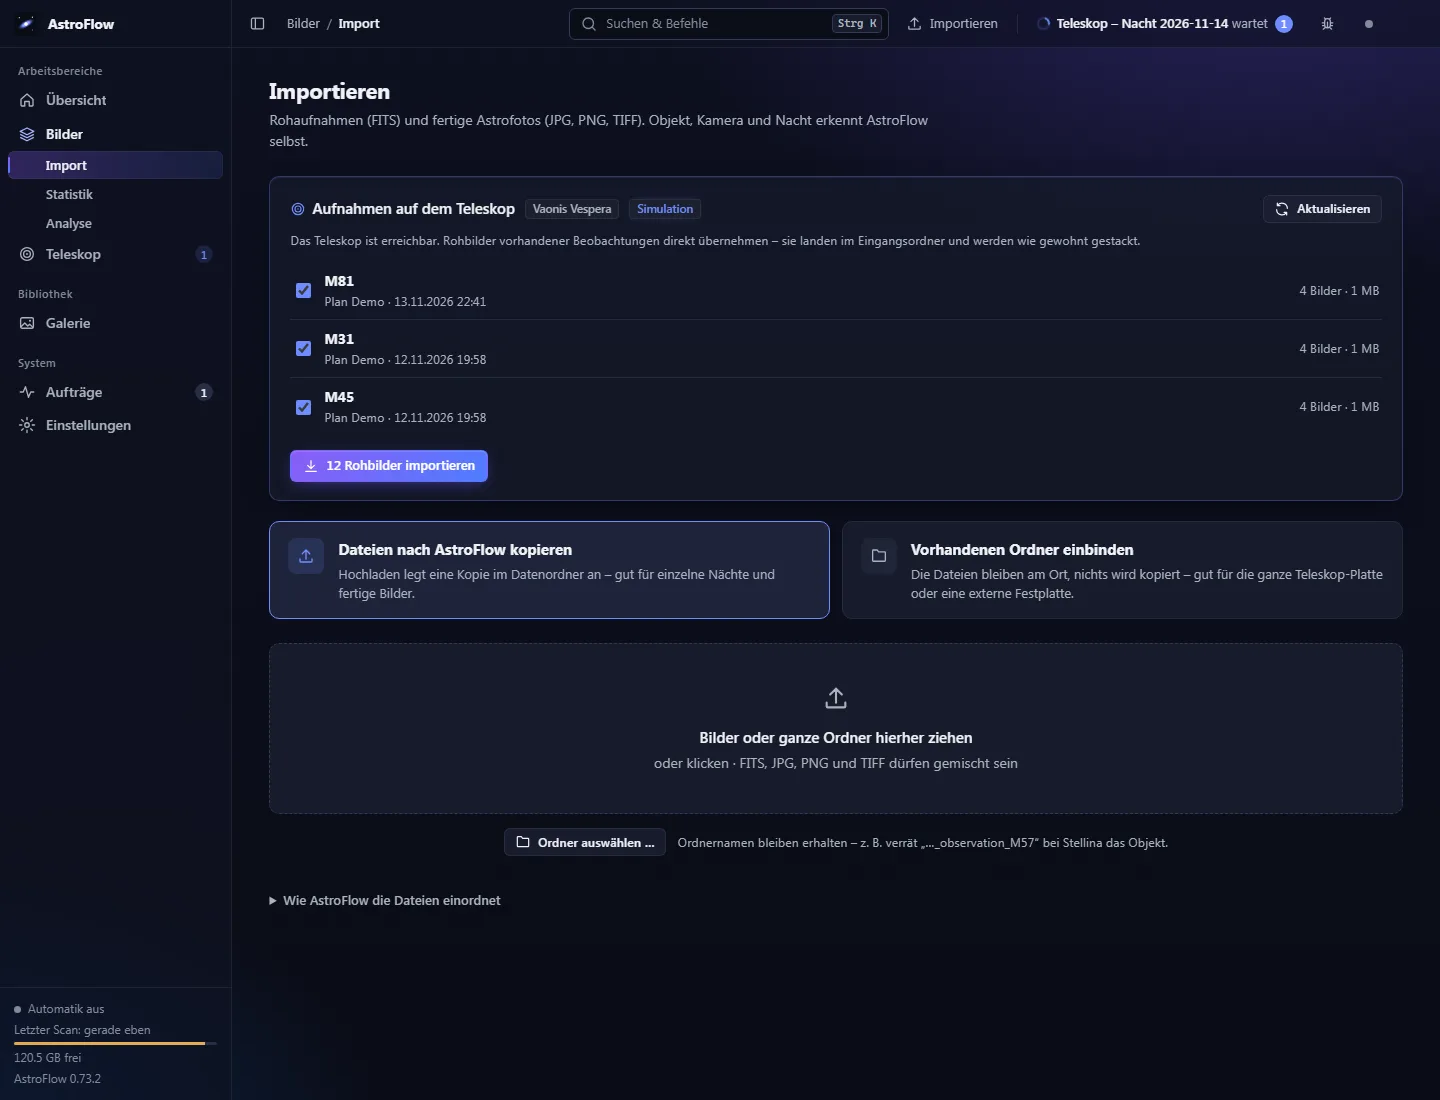 AstroFlow
Bilder / Import
Suchen & Befehle
Strg K
Importieren
Teleskop – Nacht 2026-11-14 wartet 1
Arbeitsbereiche
Übersicht
Bilder
Import
Statistik
Analyse
Teleskop 1
Bibliothek
Galerie
System
Aufträge 1
Einstellungen
Importieren
Rohaufnahmen (FITS) und fertige Astrofotos (JPG, PNG, TIFF). Objekt, Kamera und Nacht erkennt AstroFlow
selbst.
Aufnahmen auf dem Teleskop Vaonis Vespera Simulation
Aktualisieren
Das Teleskop ist erreichbar. Rohbilder vorhandener Beobachtungen direkt übernehmen – sie landen im Eingangsordner und werden wie gewohnt gestackt.
M81
Plan Demo · 13.11.2026 22:41
4 Bilder · 1 MB
M31
Plan Demo · 12.11.2026 19:58
4 Bilder · 1 MB
M45
Plan Demo · 12.11.2026 19:58
4 Bilder · 1 MB
12 Rohbilder importieren
Dateien nach AstroFlow kopieren
Hochladen legt eine Kopie im Datenordner an – gut für einzelne Nächte und
fertige Bilder.
Vorhandenen Ordner einbinden
Die Dateien bleiben am Ort, nichts wird kopiert – gut für die ganze Teleskop-Platte
oder eine externe Festplatte.
Bilder oder ganze Ordner hierher ziehen
oder klicken · FITS, JPG, PNG und TIFF dürfen gemischt sein
Ordner auswählen ...
Ordnernamen bleiben erhalten – z. B. verrät „…_observation_M57“ bei Stellina das Objekt.
Wie AstroFlow die Dateien einordnet
Automatik aus
Letzter Scan: gerade eben
120.5 GB frei
AstroFlow 0.73.2